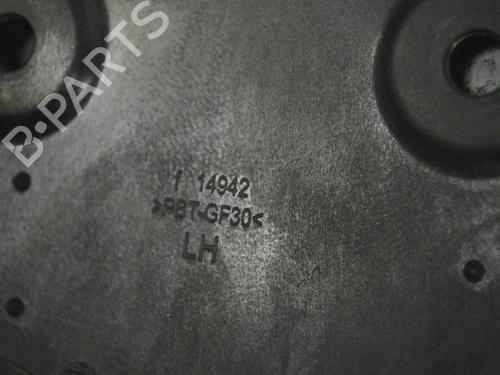 B-PARTS
1 14942
>PBT-GF30<
LH